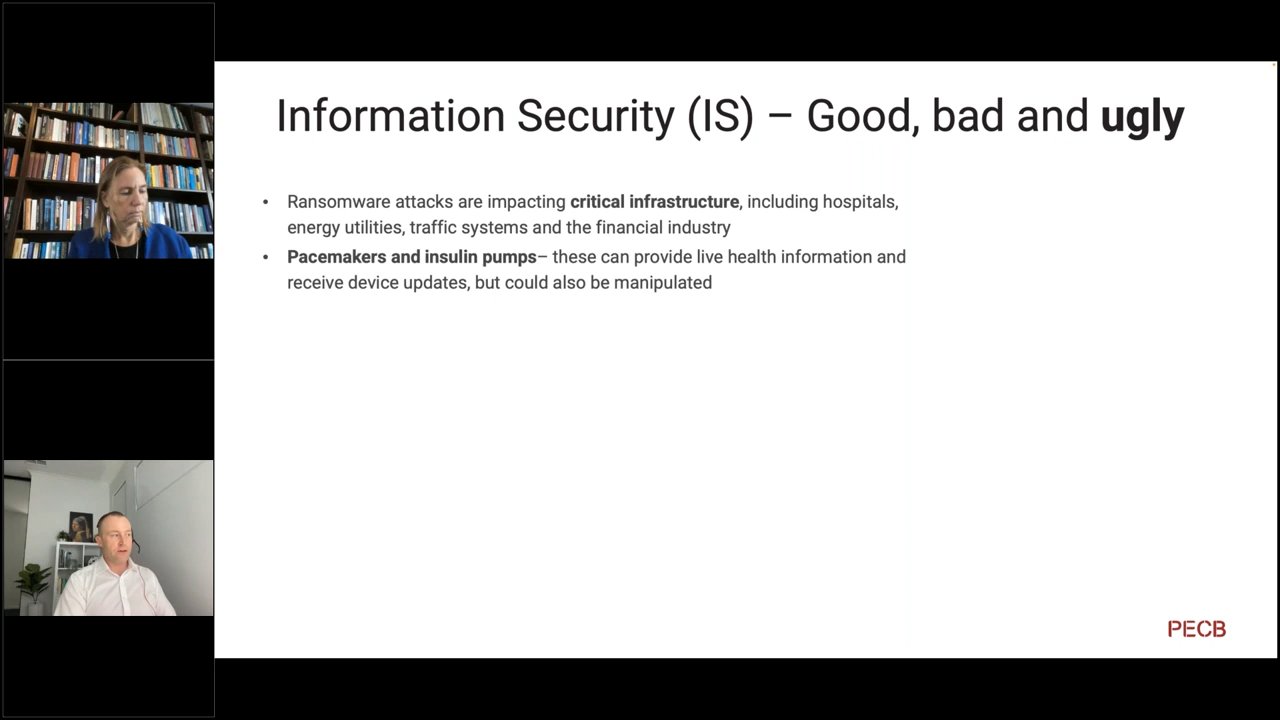 Information Security (IS) – Good, bad and ugly
• Ransomware attacks are impacting critical infrastructure, including hospitals,
energy utilities, traffic systems and the financial industry
• Pacemakers and insulin pumps– these can provide live health information and
receive device updates, but could also be manipulated
PECB